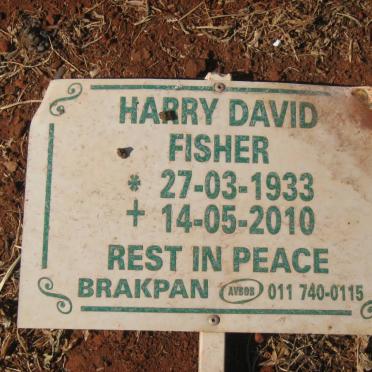 HARRY DAVID
FISHER
* 27-03-1933
+ 14-05-2010
REST IN PEACE
BRAKPAN AVBOB 011 740-0115